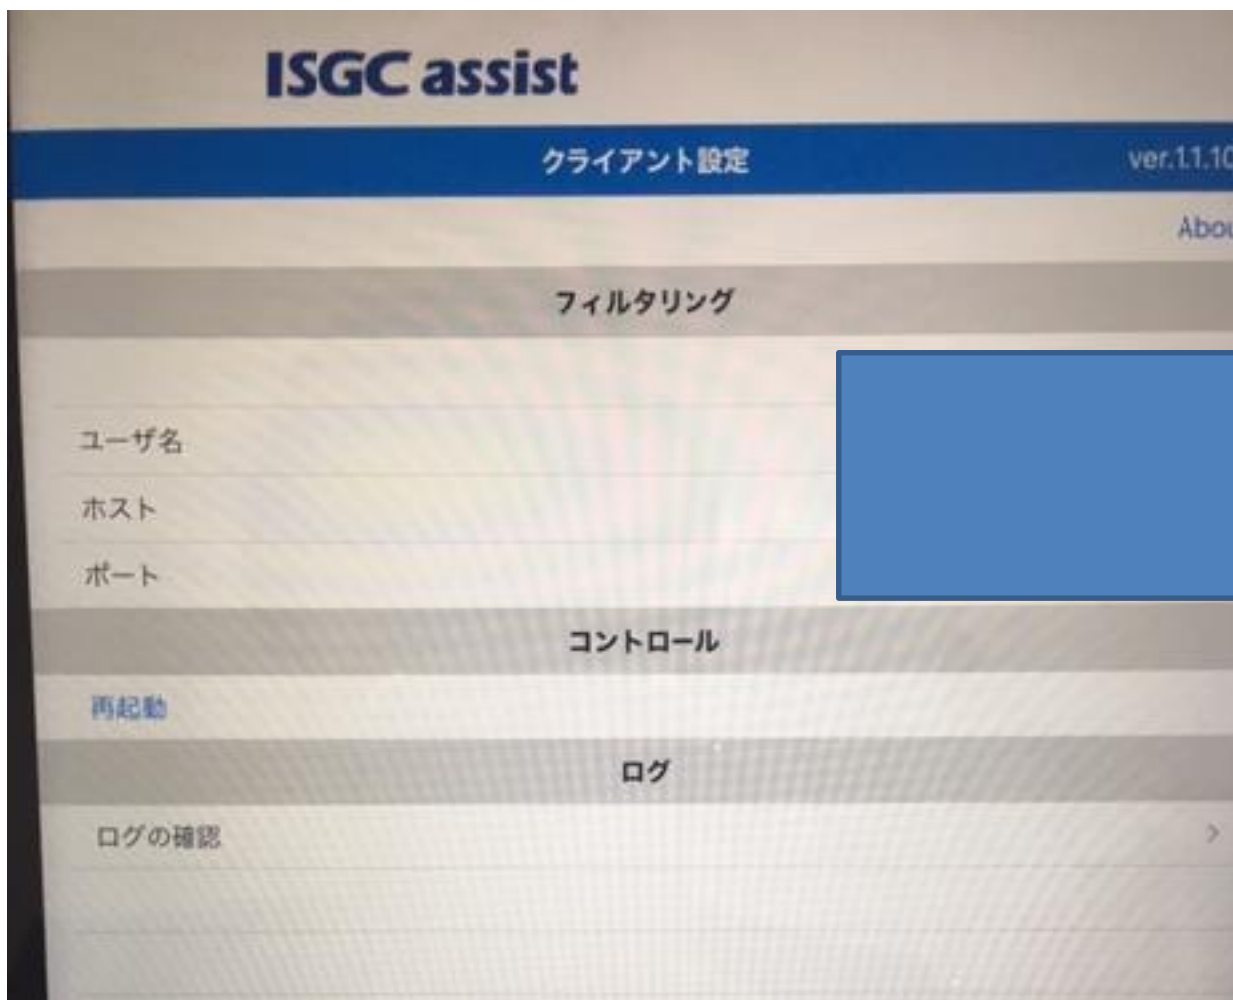 ISGC assist
クライアント設定
ver.1.1.10
フィルタリング
ユーザ名
ホスト
ポート
コントロール
再起動
ログ
ログの確認
>